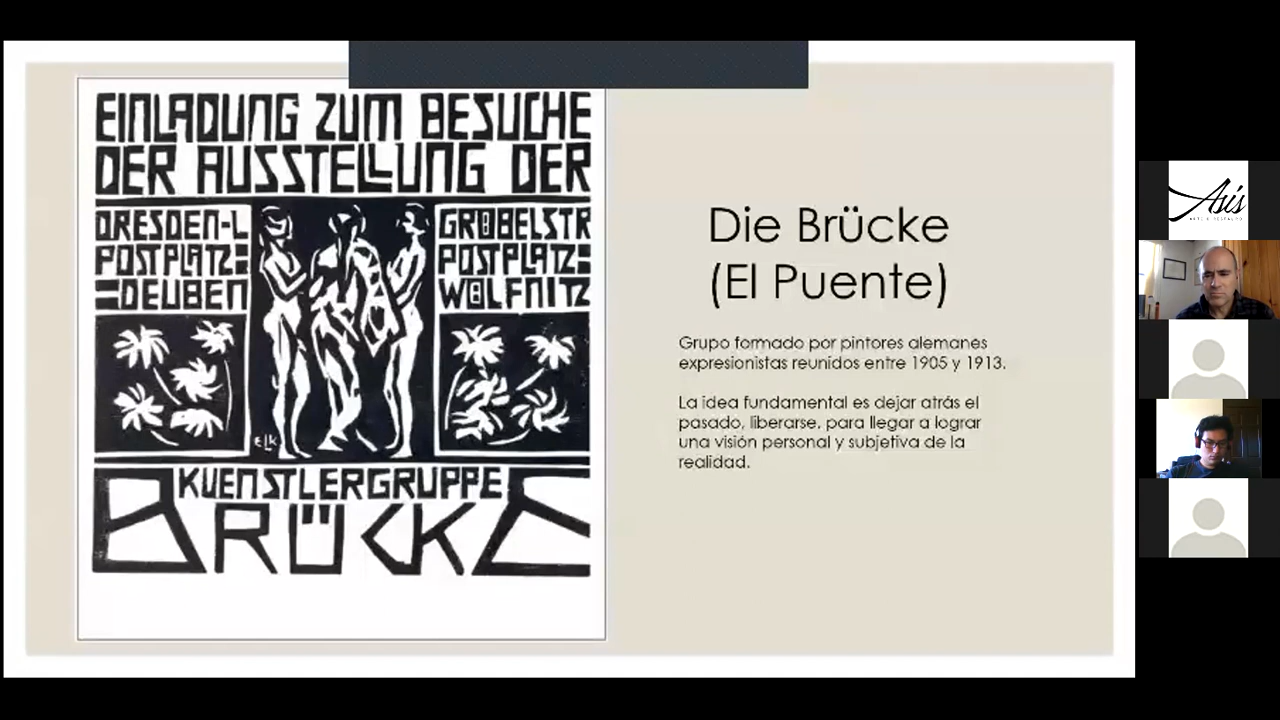 EINLADUNG ZUM BESUCHE
DER AUSSTELLUNG DER
DRESDEN-L
POSTPLATZ=
=DEUBEN
GRÖBELSTR
POSTPLATZ=
WÖLFNITZ
ELK
KUENSTLERGRUPPE
BRÜCKE
Die Brücke
(El Puente)
Grupo formado por pintores alemanes
expresionistas reunidos entre 1905 y 1913.
La idea fundamental es dejar atrás el
pasado, liberarse, para llegar a lograr
una visión personal y subjetiva de la
realidad.
Asis